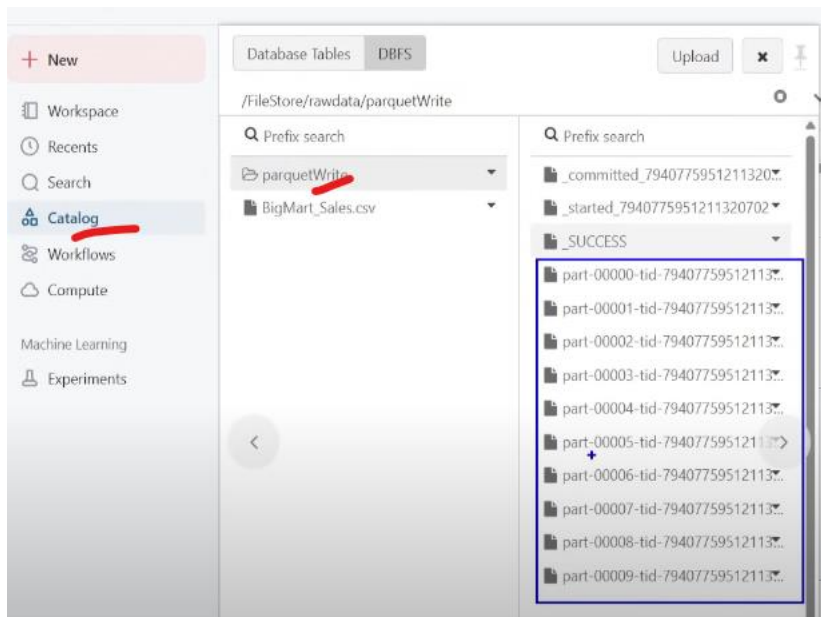 New
Workspace
Recents
Search
Catalog
Workflows
Compute
Machine Learning
Experiments
Database Tables DBFS
Upload
/FileStore/rawdata/parquetWrite
Prefix search
parquetWrite
BigMart_Sales.csv
Prefix search
_committed_7940775951211320...
_started_7940775951211320702
_SUCCESS
part-00000-tid-79407759512113...
part-00001-tid-79407759512113...
part-00002-tid-79407759512113...
part-00003-tid-79407759512113...
part-00004-tid-79407759512113...
part-00005-tid-79407759512113...
part-00006-tid-79407759512113...
part-00007-tid-79407759512113...
part-00008-tid-79407759512113...
part-00009-tid-79407759512113...